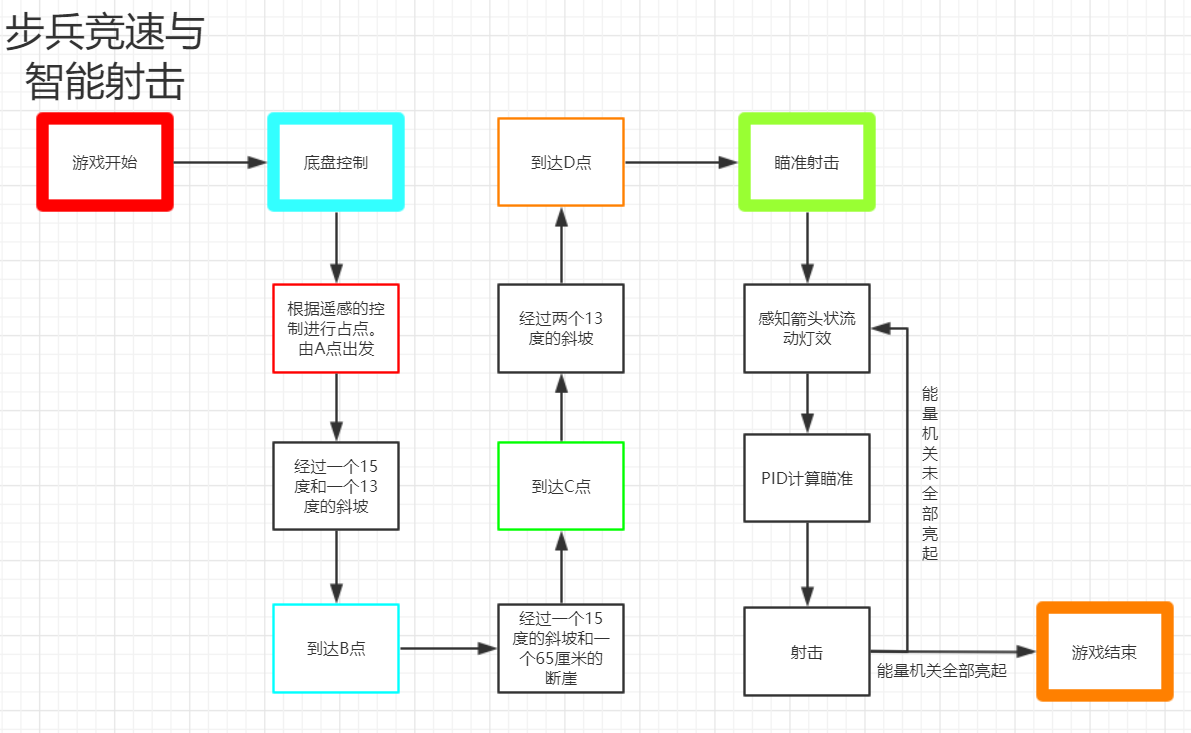 步兵竞速与
智能射击
游戏开始
底盘控制
根据遥感的控
制进行占点。
由A点出发
经过一个15
度和一个13
度的斜坡
到达B点
经过一个15
度的斜坡和一
个65厘米的
断崖
到达C点
经过两个13
度的斜坡
到达D点
瞄准射击
感知箭头状流
动灯效
PID计算瞄准
射击
能量机关未全部亮起
能量机关全部亮起
游戏结束